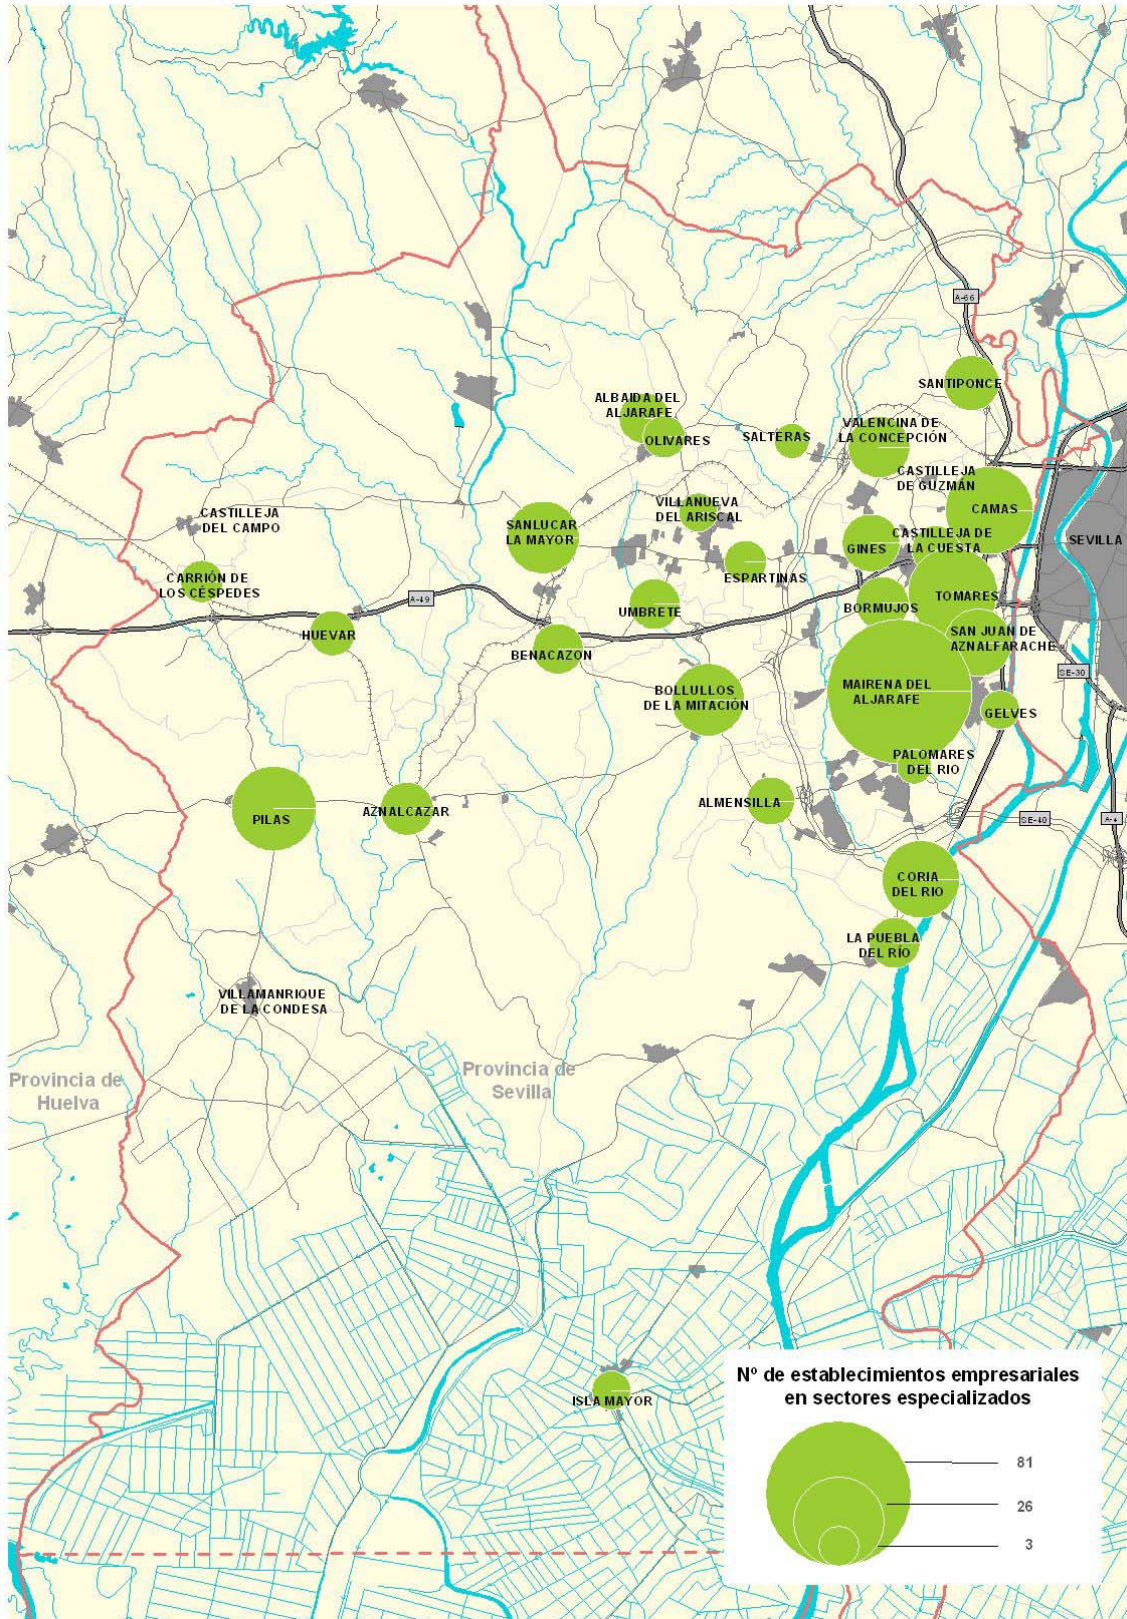 A-66
SANTIPONCE
ALBAIDA DEL
ALJARAFE
OLIVARES
SALTERAS
VALENCINA DE
LA CONCEPCIÓN
CASTILLEJA
DE GUZMÁN
CAMAS
VILLANUEVA
DEL ARISCAL
CASTILLEJA
DEL CAMPO
SANLUCAR
LA MAYOR
GINES
CASTILLEJA DE
LA CUESTA
SEVILLA
CARRIÓN DE
LOS CÉSPEDES
ESPARTINAS
A-49
UMBRETE
BORMUJOS
TOMARES
HUEVAR
BENACAZON
SAN JUAN DE
AZNALFARACHE
SE-30
BOLLULLOS
DE LA MITACIÓN
MAIRENA DEL
ALJARAFE
GELVES
PALOMARES
DEL RIO
PILAS
AZNALCAZAR
ALMENSILLA
SE-40
A-4
CORIA
DEL RIO
LA PUEBLA
DEL RÍO
VILLAMANRIQUE
DE LA CONDESA
Provincia de
Huelva
Provincia de
Sevilla
ISLA MAYOR
Nº de establecimientos empresariales
en sectores especializados
81
26
3